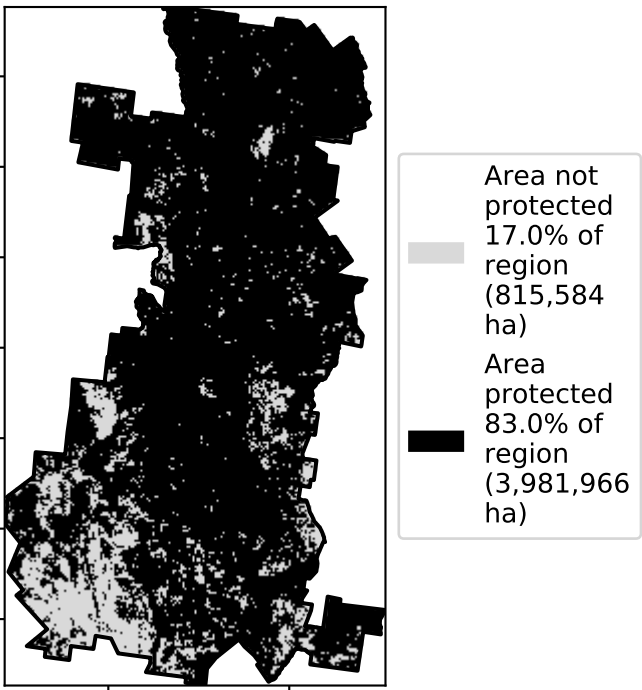 Area not
protected
17.0% of
region
(815,584
ha)
Area
protected
83.0% of
region
(3,981,966
ha)